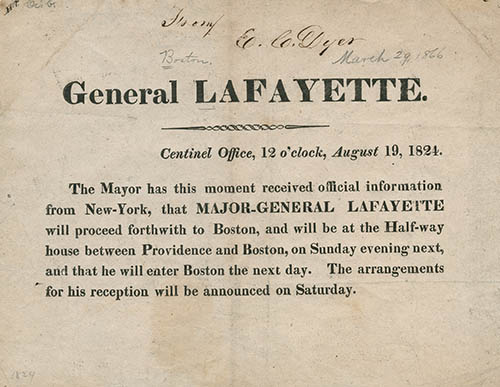 From
E. C. Dyer
Boston.
March 29, 1866
General LAFAYETTE.
Centinel Office, 12 o'clock, August 19, 1824.
The Mayor has this moment received official information
from New-York, that MAJOR-GENERAL LAFAYETTE
will proceed forthwith to Boston, and will be at the Half-way
house between Providence and Boston, on Sunday evening next,
and that he will enter Boston the next day. The arrangements
for his reception will be announced on Saturday.
1824